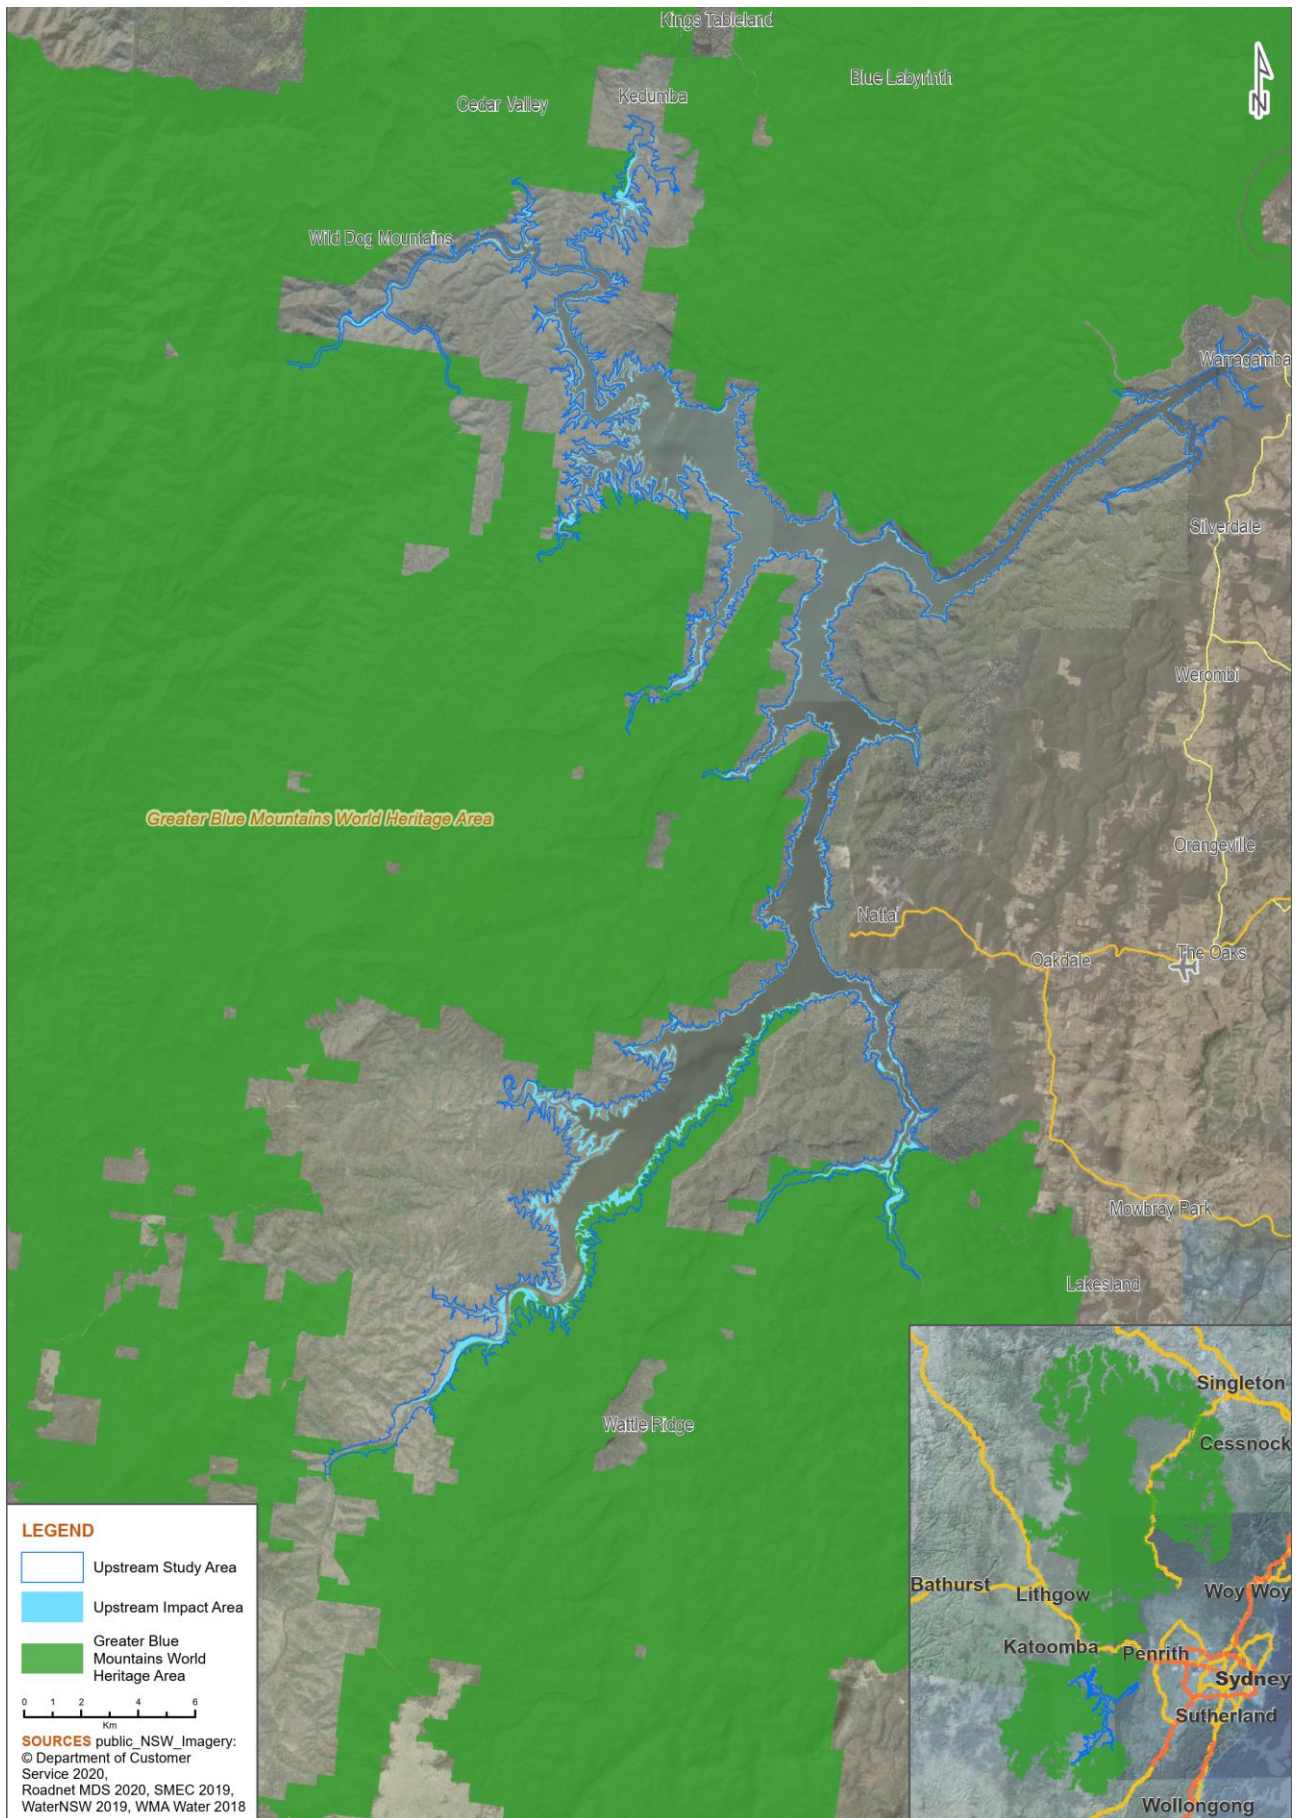 Kings Tableland
Blue Labyrinth
Cedar Valley
Kedumba
N
Wild Dog Mountains
Warragamba
Silverdale
Werombi
Greater Blue Mountains World Heritage Area
Orangeville
Nattai
The Oaks
Oakdale
Mowbray Park
Lakesland
Wattle Ridge
LEGEND
Upstream Study Area
Upstream Impact Area
Greater Blue
Mountains World
Heritage Area
0 1 2 4 6
Km
SOURCES public_NSW_Imagery:
© Department of Customer
Service 2020,
Roadnet MDS 2020, SMEC 2019,
WaterNSW 2019, WMA Water 2018
Singleton
Cessnock
Bathurst
Lithgow
Woy Woy
Katoomba
Penrith
Sydney
Sutherland
Wollongong